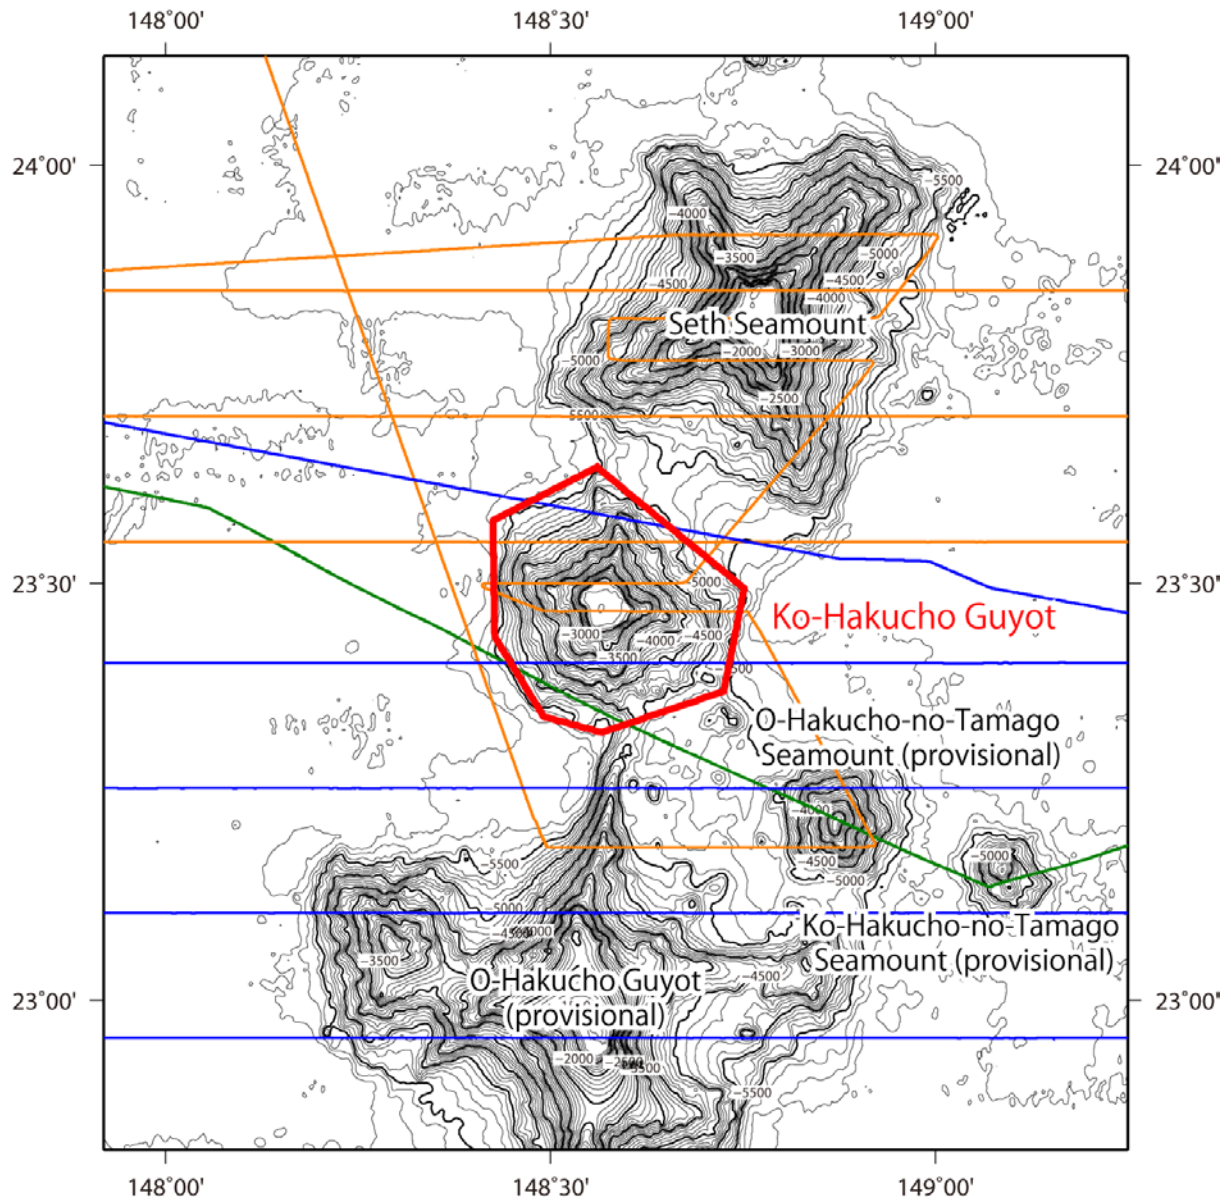 148°00' 148°30' 149°00'
24°00' 24°00"
−5500
−4000
−5000
−3500
−4500 −4500
−4000
Seth Seamount
−2000 −3000
−5000
−2500
5500
23°30' 23°30"
−5000
Ko-Hakucho Guyot
−3000 −4000 −4500
−3500
500
O-Hakucho-no-Tamago
Seamount (provisional)
−4000
−5500 −4500 −5000
−5000
−5000
−4500
Ko-Hakucho-no-Tamago
Seamount (provisional)
−3500
−4500
O-Hakucho Guyot
(provisional)
23°00' 23°00"
−2000 −2500
−5500
148°00' 148°30' 149°00'